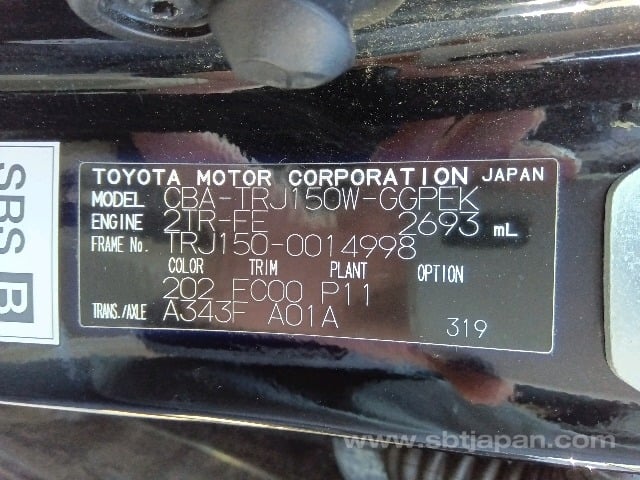 TOYOTA MOTOR CORPORATION JAPAN
MODEL CBA-TRJ150W-GGPEK
ENGINE 2TR-FE 2693 mL
FRAME No. TRJ150-0014998
COLOR TRIM PLANT OPTION
202 FC00 P11
TRANS./AXLE A343F A01A 319
SBS B
www.sbtjapan.com